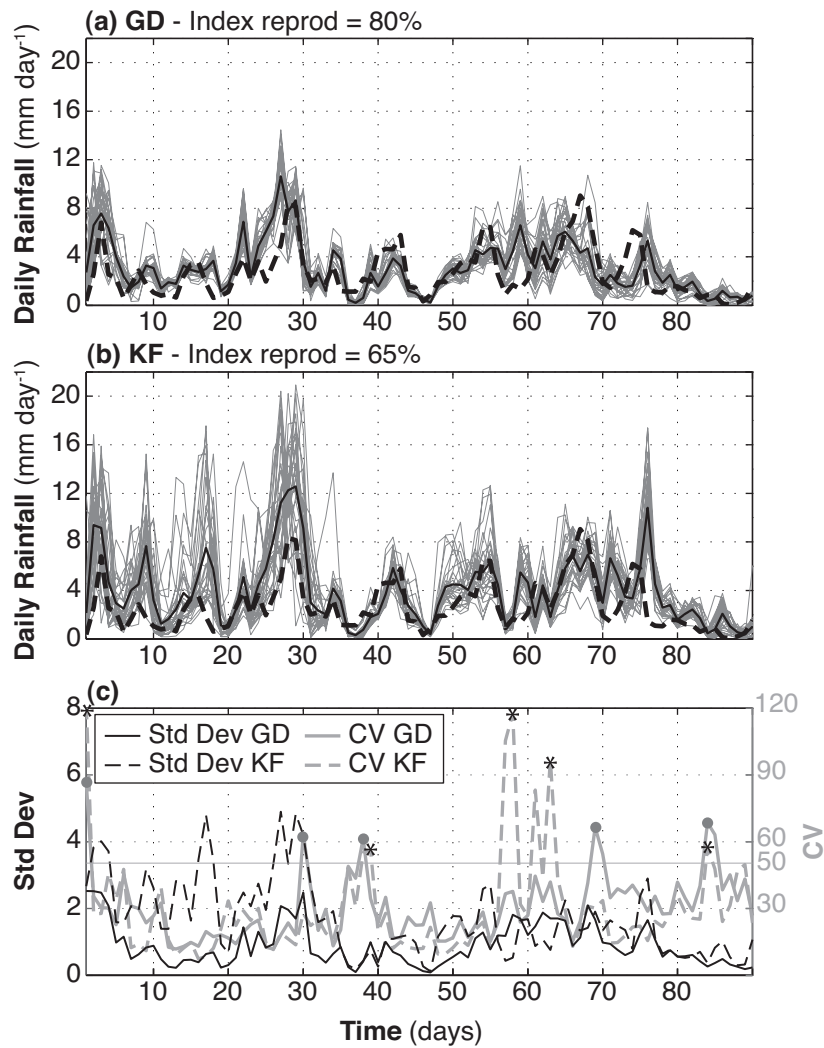 (a) GD - Index reprod = 80%
22
20
16
12
8
4
0
Daily Rainfall (mm day-1)
10 20 30 40 50 60 70 80
(b) KF - Index reprod = 65%
20
16
12
8
4
0
Daily Rainfall (mm day-1)
10 20 30 40 50 60 70 80
(c)
8
6
4
2
0
Std Dev
Std Dev GD
Std Dev KF
CV GD
CV KF
120
90
60
50
30
CV
10 20 30 40 50 60 70 80
Time (days)